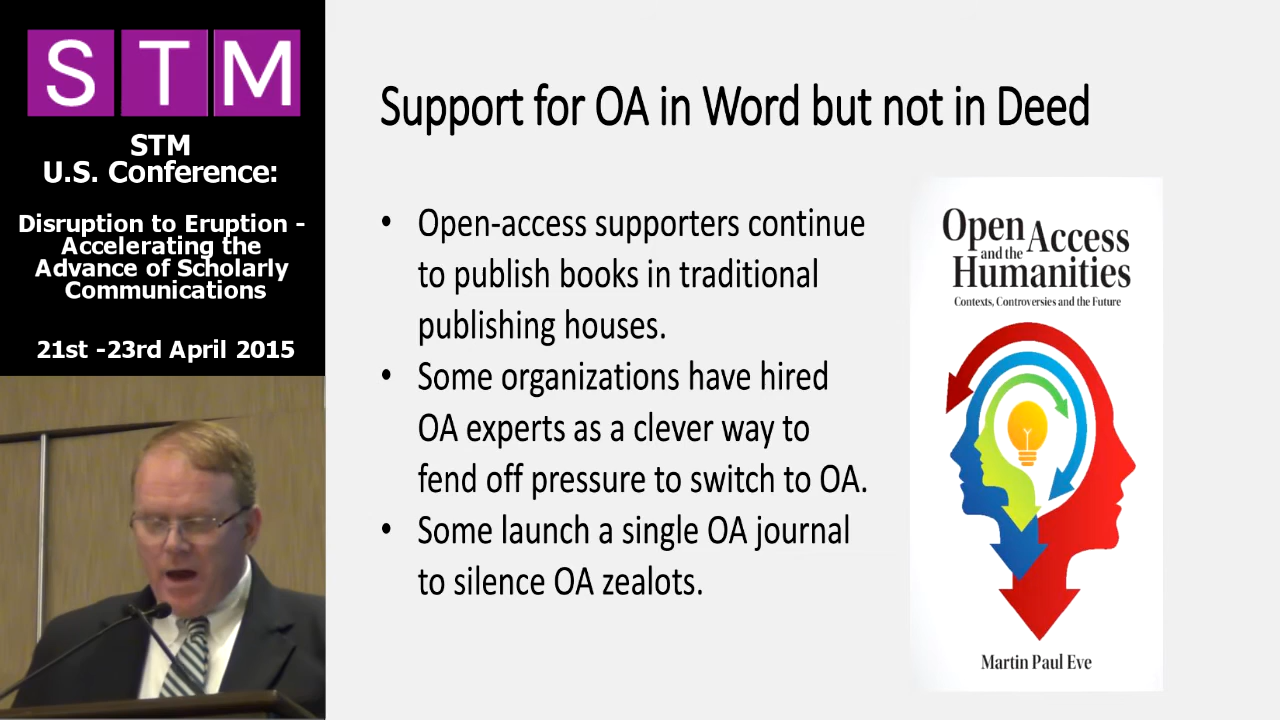 STM
STM
U.S. Conference:
Disruption to Eruption -
Accelerating the
Advance of Scholarly
Communications
21st -23rd April 2015
Support for OA in Word but not in Deed
• Open-access supporters continue
to publish books in traditional
publishing houses.
• Some organizations have hired
OA experts as a clever way to
fend off pressure to switch to OA.
• Some launch a single OA journal
to silence OA zealots.
Open Access
and the
Humanities
Contexts, Controversies and the Future
Martin Paul Eve